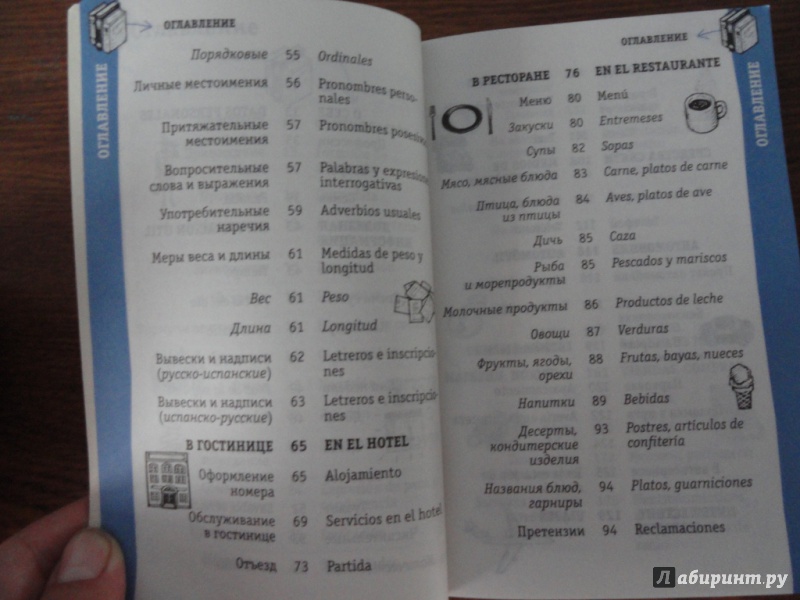 ОГЛАВЛЕНИЕ
ОГЛАВЛЕНИЕ
Порядковые 55 Ordinales
Личные местоимения 56 Pronombres perso-
nales
Притяжательные 57 Pronombres posesivos
местоимения
Вопросительные 57 Palabras y expresiones
слова и выражения interrogativas
Употребительные 59 Adverbios usuales
наречия
Меры веса и длины 61 Medidas de peso y
longitud
Вес 61 Peso
Длина 61 Longitud
Вывески и надписи 62 Letreros e inscripcio-
(русско-испанские) nes
Вывески и надписи 63 Letreros e inscripcio-
(испанско-русские) nes
В ГОСТИНИЦЕ 65 EN EL HOTEL
Оформление 65 Alojamiento
номера
Обслуживание 69 Servicios en el hotel
в гостинице
Отъезд 73 Partida
ОГЛАВЛЕНИЕ
ОГЛАВЛЕНИЕ
В РЕСТОРАНЕ 76 EN EL RESTAURANTE
Меню 80 Menú
Закуски 80 Entremeses
Супы 82 Sopas
Мясо, мясные блюда 83 Carne, platos de carne
Птица, блюда 84 Aves, platos de ave
из птицы
Дичь 85 Caza
Рыба 85 Pescados y mariscos
и морепродукты
Молочные продукты 86 Productos de leche
Овощи 87 Verduras
Фрукты, ягоды, 88 Frutas, bayas, nueces
орехи
Напитки 89 Bebidas
Десерты, 93 Postres, artículos de
кондитерские confitería
изделия
Названия блюд, 94 Platos, guarniciones
гарниры
Претензии 94 Reclamaciones
Лабиринт.ру